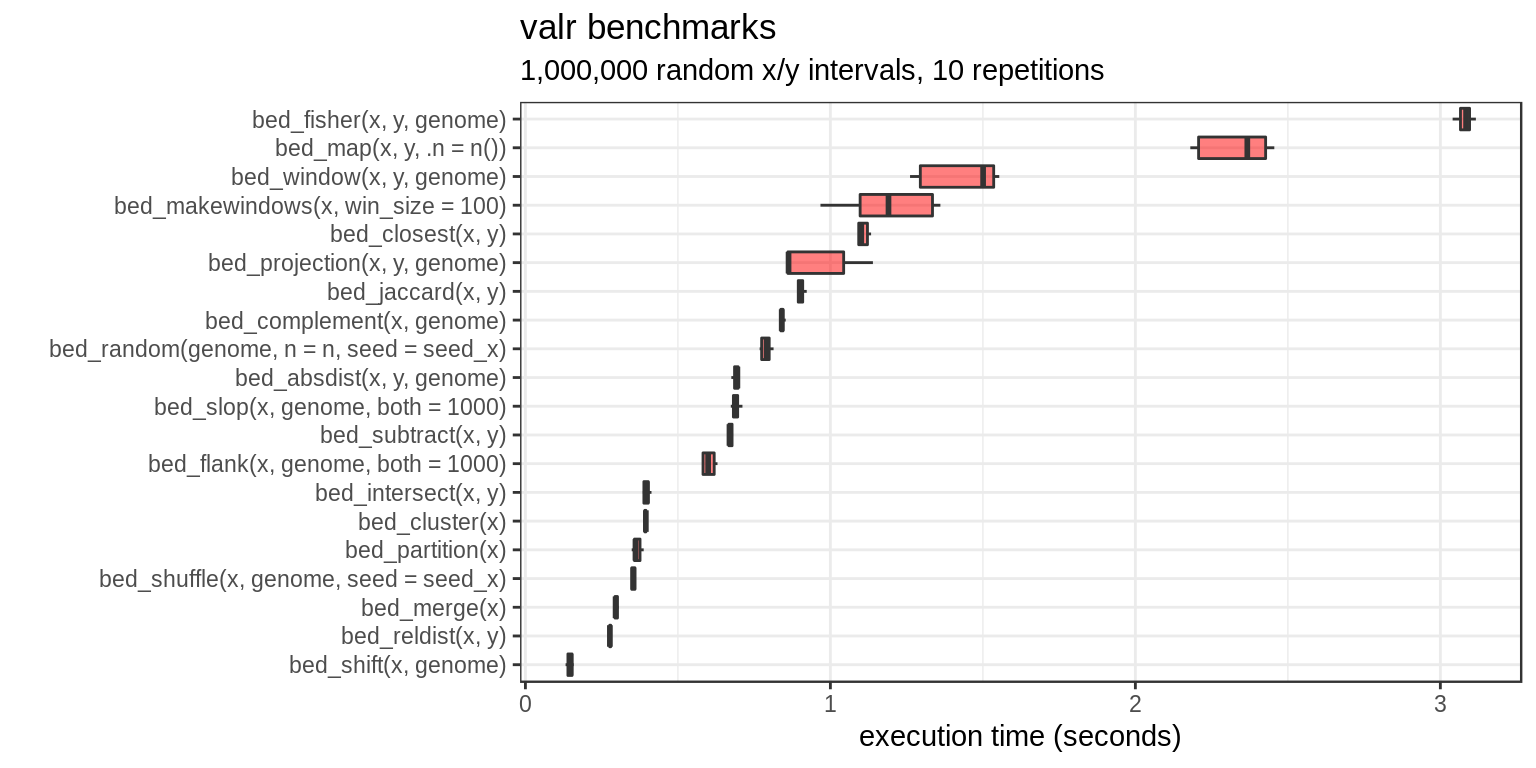 valr benchmarks
1,000,000 random x/y intervals, 10 repetitions
bed_fisher(x, y, genome)
bed_map(x, y, .n = n())
bed_window(x, y, genome)
bed_makewindows(x, win_size = 100)
bed_closest(x, y)
bed_projection(x, y, genome)
bed_jaccard(x, y)
bed_complement(x, genome)
bed_random(genome, n = n, seed = seed_x)
bed_absdist(x, y, genome)
bed_slop(x, genome, both = 1000)
bed_subtract(x, y)
bed_flank(x, genome, both = 1000)
bed_intersect(x, y)
bed_cluster(x)
bed_partition(x)
bed_shuffle(x, genome, seed = seed_x)
bed_merge(x)
bed_reldist(x, y)
bed_shift(x, genome)
0 1 2 3
execution time (seconds)